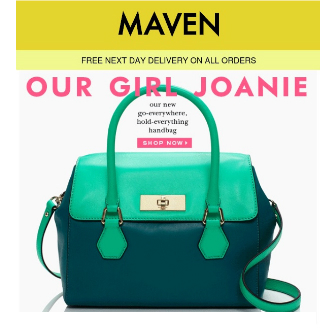 MAVEN
FREE NEXT DAY DELIVERY ON ALL ORDERS
OUR GIRL JOANIE
our new
go-everywhere,
hold-everything
handbag
SHOP NOW